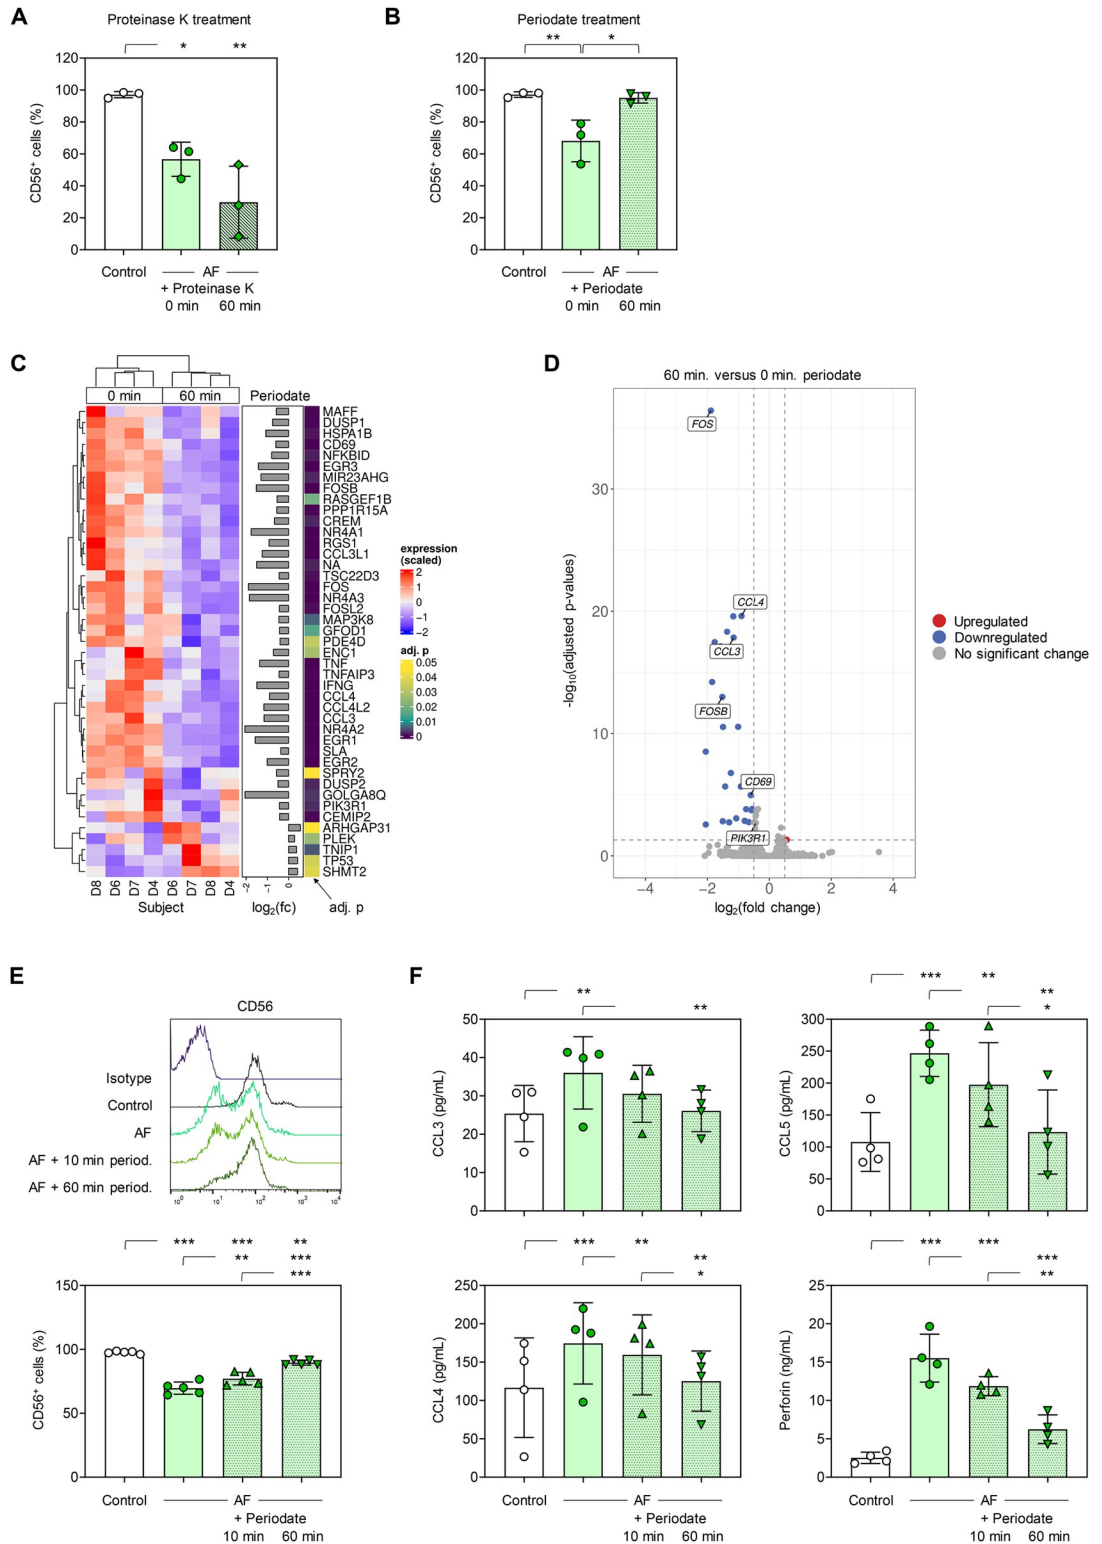 A
Proteinase K treatment
* **
120
100
80
60
40
20
0
CD56+ cells (%)
Control
AF
+ Proteinase K
0 min 60 min
B
Periodate treatment
** *
120
100
80
60
40
20
0
CD56+ cells (%)
Control
AF
+ Periodate
0 min 60 min
C
0 min 60 min Periodate
MAFF
DUSP1
HSPA1B
CD69
NFKBID
EGR3
MIR23AHG
FOSB
RASGEF1B
PPP1R15A
CREM
NR4A1
RGS1
CCL3L1
NA
TSC22D3
FOS
NR4A3
FOSL2
MAP3K8
GFOD1
PDE4D
ENC1
TNF
TNFAIP3
IFNG
CCL4
CCL4L2
CCL3
NR4A2
EGR1
SLA
EGR2
SPRY2
DUSP2
GOLGA8Q
PIK3R1
CEMIP2
ARHGAP31
PLEK
TNIP1
TP53
SHMT2
D8 D6 D7 D4 D6 D7 D8 D4
Subject
−2 −1 0
log2(fc)
adj. p
expression
(scaled)
2
1
0
−1
−2
adj. p
0.05
0.04
0.03
0.02
0.01
0
D
60 min. versus 0 min. periodate
FOS
CCL4
CCL3
FOSB
CD69
PIK3R1
30
20
10
0
-log10(adjusted p-values)
−4 −2 0 2 4
log2(fold change)
Upregulated
Downregulated
No significant change
E
CD56
Isotype
Control
AF
AF + 10 min period.
AF + 60 min period.
10^0 10^1 10^2 10^3 10^4
*** *** **
** ***
***
150
100
50
0
CD56+ cells (%)
Control
AF
+ Periodate
10 min 60 min
F
**
**
50
40
30
20
10
0
CCL3 (pg/mL)
*** ** **
*
300
250
200
150
100
50
0
CCL5 (pg/mL)
*** ** **
*
250
200
150
100
50
0
CCL4 (pg/mL)
Control
AF
+ Periodate
10 min 60 min
*** *** ***
**
25
20
15
10
5
0
Perforin (ng/mL)
Control
AF
+ Periodate
10 min 60 min